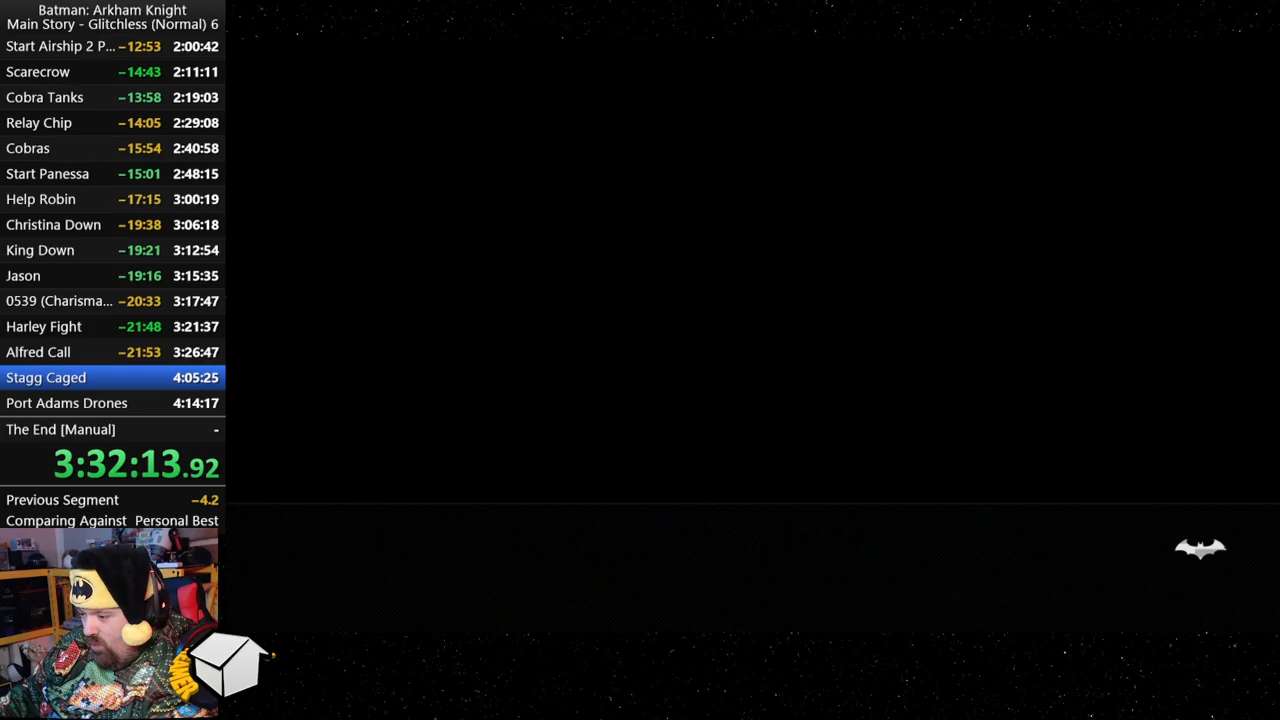 Batman: Arkham Knight
Main Story - Glitchless (Normal) 6
Start Airship 2 P... −12:53 2:00:42
Scarecrow −14:43 2:11:11
Cobra Tanks −13:58 2:19:03
Relay Chip −14:05 2:29:08
Cobras −15:54 2:40:58
Start Panessa −15:01 2:48:15
Help Robin −17:15 3:00:19
Christina Down −19:38 3:06:18
King Down −19:21 3:12:54
Jason −19:16 3:15:35
0539 (Charisma... −20:33 3:17:47
Harley Fight −21:48 3:21:37
Alfred Call −21:53 3:26:47
Stagg Caged 4:05:25
Port Adams Drones 4:14:17
The End [Manual] -
3:32:13.92
Previous Segment −4.2
Comparing Against Personal Best